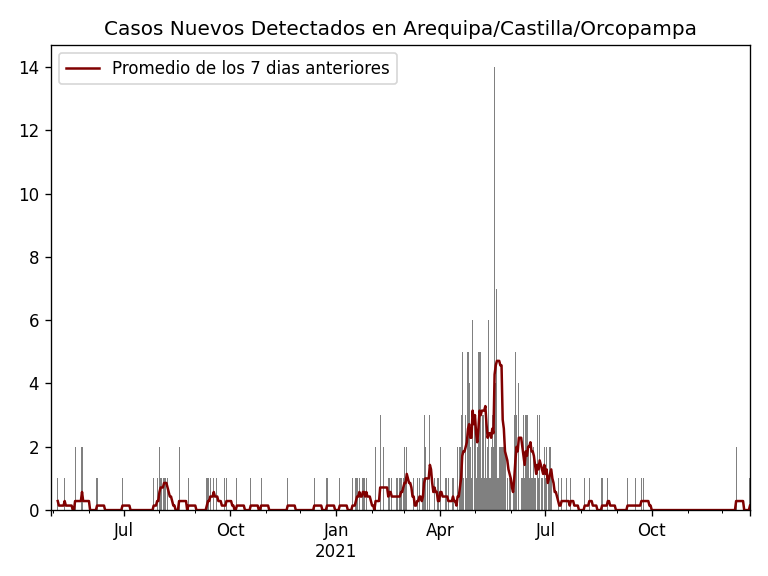 Casos Nuevos Detectados en Arequipa/Castilla/Orcopampa
Promedio de los 7 dias anteriores
14
12
10
8
6
4
2
0
Jul
Oct
Jan
2021
Apr
Jul
Oct